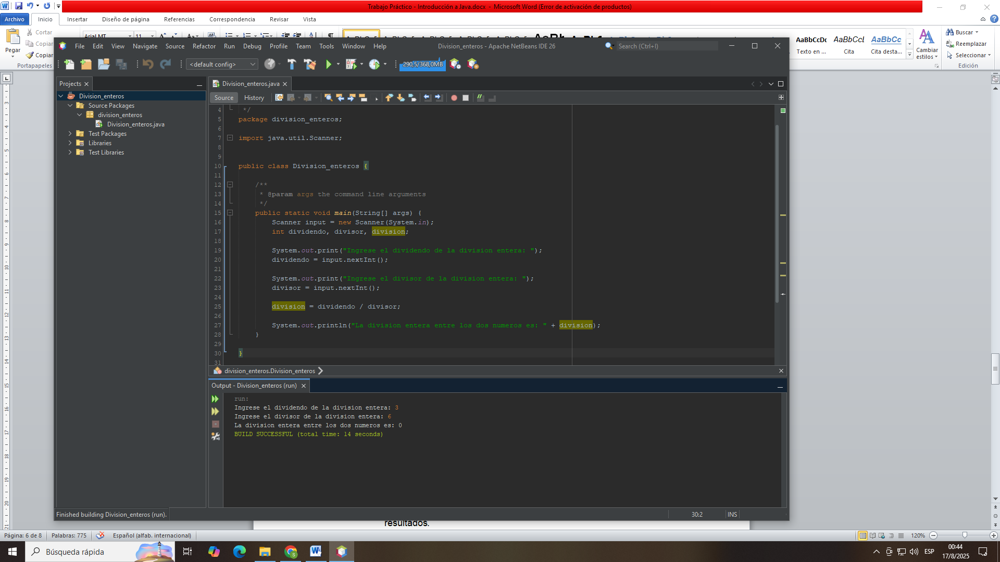 Trabajo Práctico - Introducción a Java.docx - Microsoft Word (Error de activación de productos)
Archivo Inicio Insertar Diseño de página Referencias Correspondencia Revisar Vista
Cortar
Arial MT 11
Pegar
Copiar
Copiar
Portapapeles
AaBbCcDc AaBbCcL AaBbCc
Texto en ... Cita Cita desta...
Cambiar estilos
Buscar
Reemplazar
Seleccionar
Edición
File Edit View Navigate Source Refactor Run Debug Profile Team Tools Window Help
Division_enteros - Apache NetBeans IDE 26
Search (Ctrl+I)
<default config>
290,5/368,0MB
Projects
Division_enteros
Source Packages
division_enteros
Division_enteros.java
Test Packages
Libraries
Test Libraries
Division_enteros.java
Source History
4 */
5 package division_enteros;
6
7 import java.util.Scanner;
8
9
10 public class Division_enteros {
11
12 /**
13 * @param args the command line arguments
14 */
15 public static void main(String[] args) {
16 Scanner input = new Scanner(System.in);
17 int dividendo, divisor, division;
18
19 System.out.print("Ingrese el dividendo de la division entera: ");
20 dividendo = input.nextInt();
21
22 System.out.print("Ingrese el divisor de la division entera: ");
23 divisor = input.nextInt();
24
25 division = dividendo / divisor;
26
27 System.out.println("La division entera entre los dos numeros es: " + division);
28 }
29
30 }
31
division_enteros.Division_enteros
Output - Division_enteros (run)
run:
Ingrese el dividendo de la division entera: 3
Ingrese el divisor de la division entera: 6
La division entera entre los dos numeros es: 0
BUILD SUCCESSFUL (total time: 14 seconds)
Finished building Division_enteros (run).
30:2 INS
resultados.
Página: 6 de 8 Palabras: 775 Español (alfab. internacional) 120%
Búsqueda rápida
ESP
00:44
17/8/2025